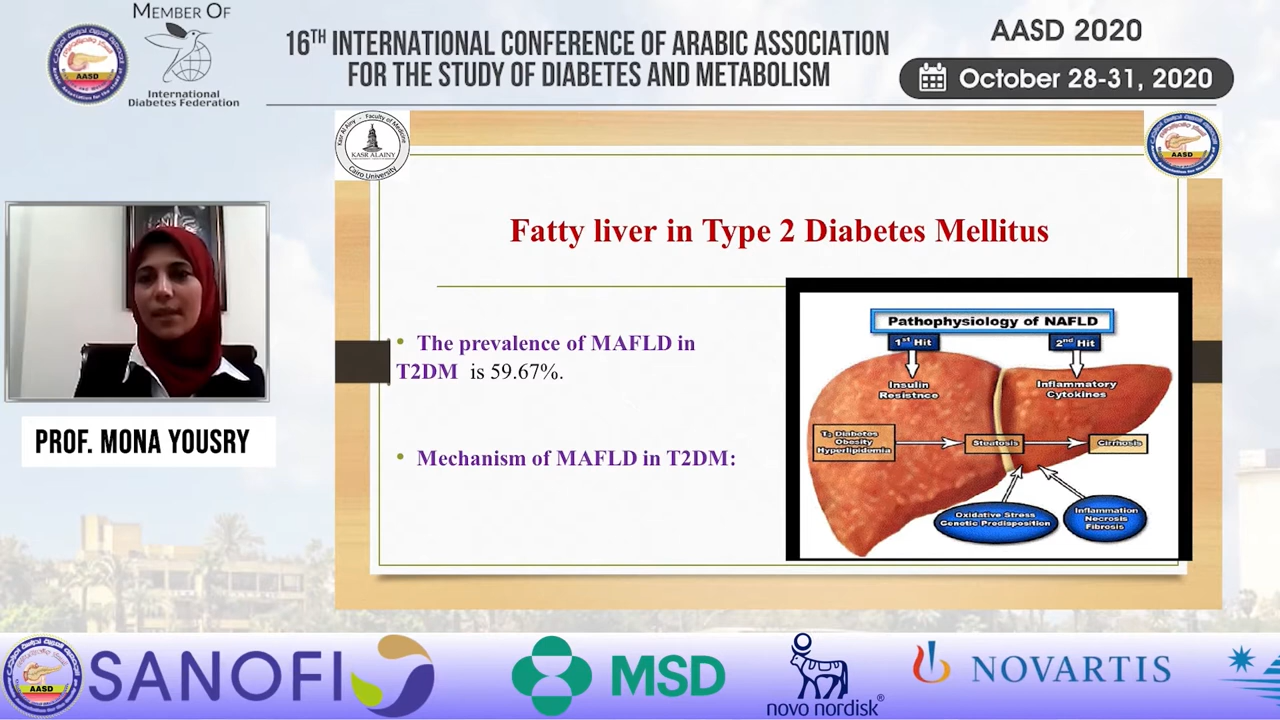 MEMBER OF
International
Diabetes Federation
AASD
16TH INTERNATIONAL CONFERENCE OF ARABIC ASSOCIATION
FOR THE STUDY OF DIABETES AND METABOLISM
AASD 2020
October 28-31, 2020
Kasr Al Ainy - Faculty of Medicine
KASR ALAINY
Cairo University
AASD
Fatty liver in Type 2 Diabetes Mellitus
• The prevalence of MAFLD in
T2DM is 59.67%.
• Mechanism of MAFLD in T2DM:
Pathophysiology of NAFLD
1st Hit
2nd Hit
Insulin
Resistnce
Inflammatory
Cytokines
T2 Diabetes
Obesity
Hyperlipidemia
Steatosis
Cirrhosis
Oxidative Stress
Genetic Predisposition
Inflammation
Necrosis
Fibrosis
PROF. MONA YOUSRY
AASD
SANOFI
MSD
novo nordisk®
NOVARTIS